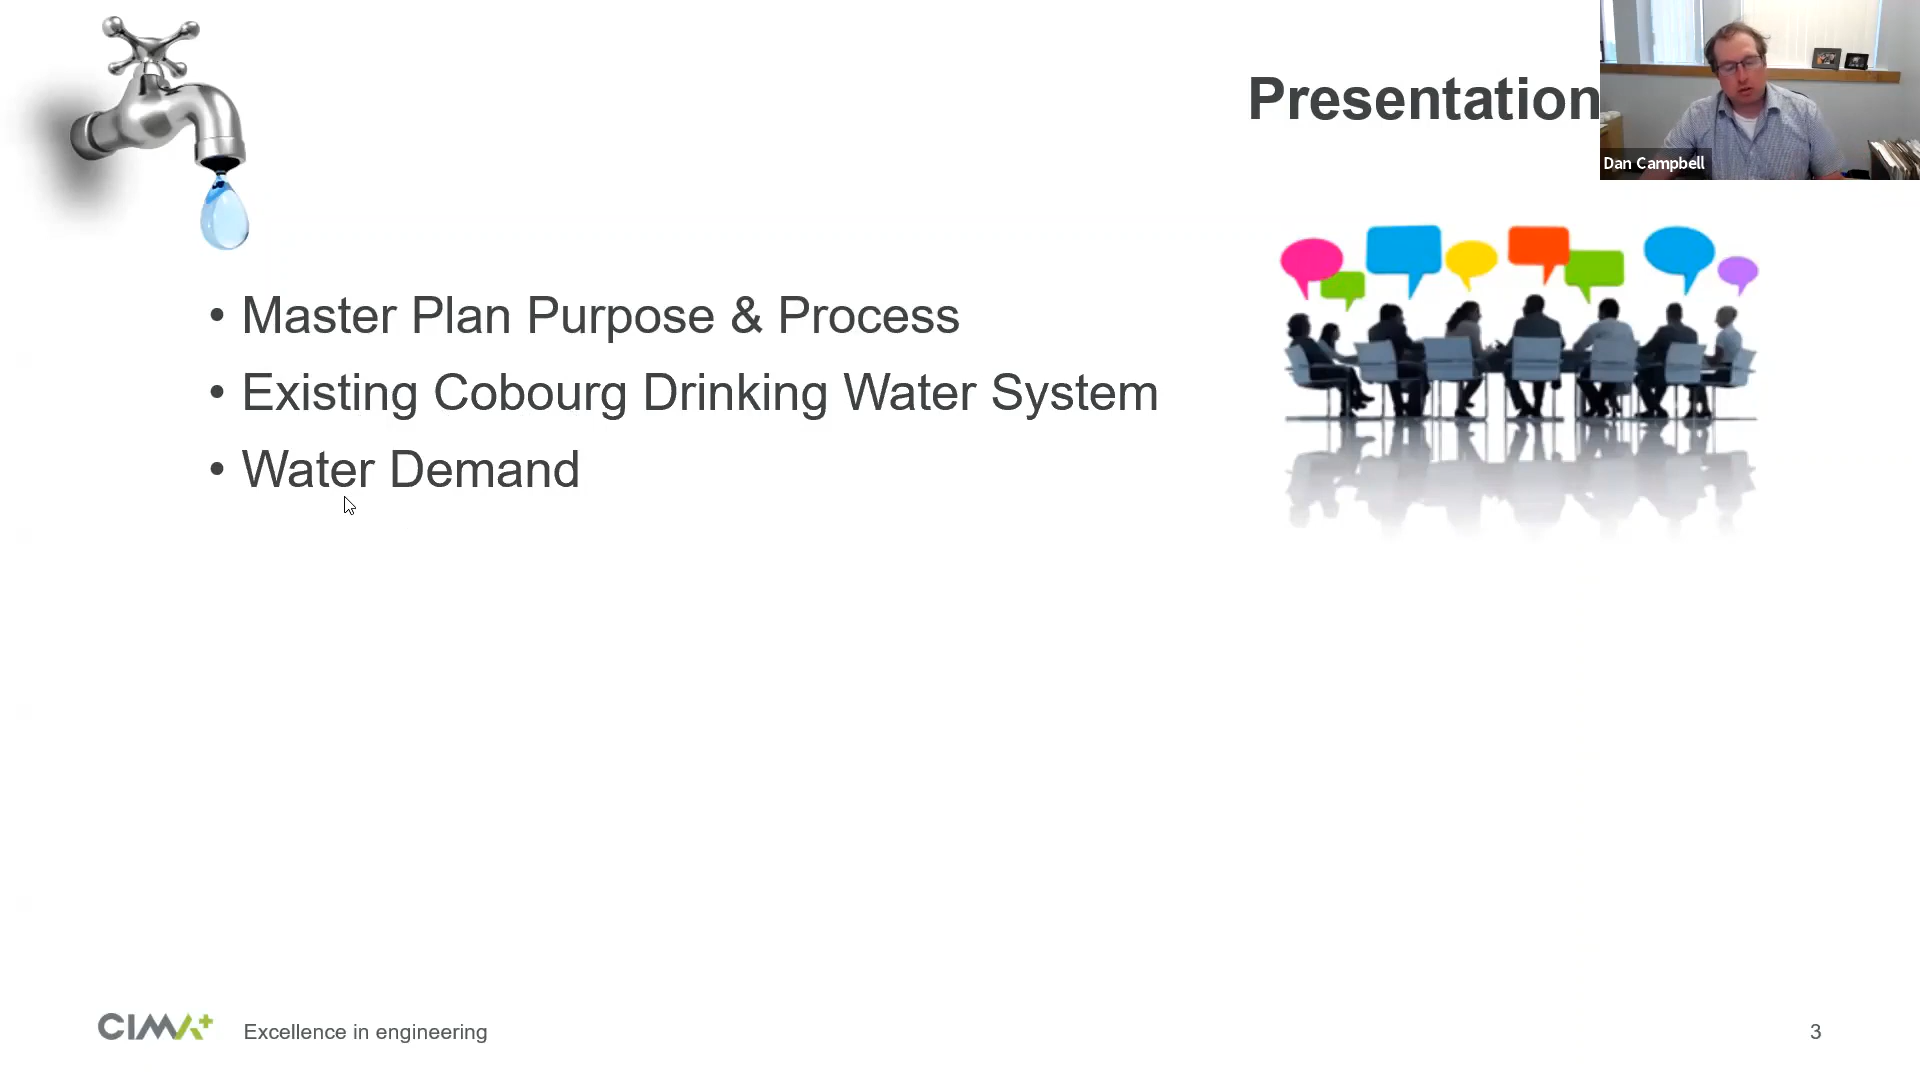 Presentation
Dan Campbell
• Master Plan Purpose & Process
• Existing Cobourg Drinking Water System
• Water Demand
CIMA+
Excellence in engineering
3